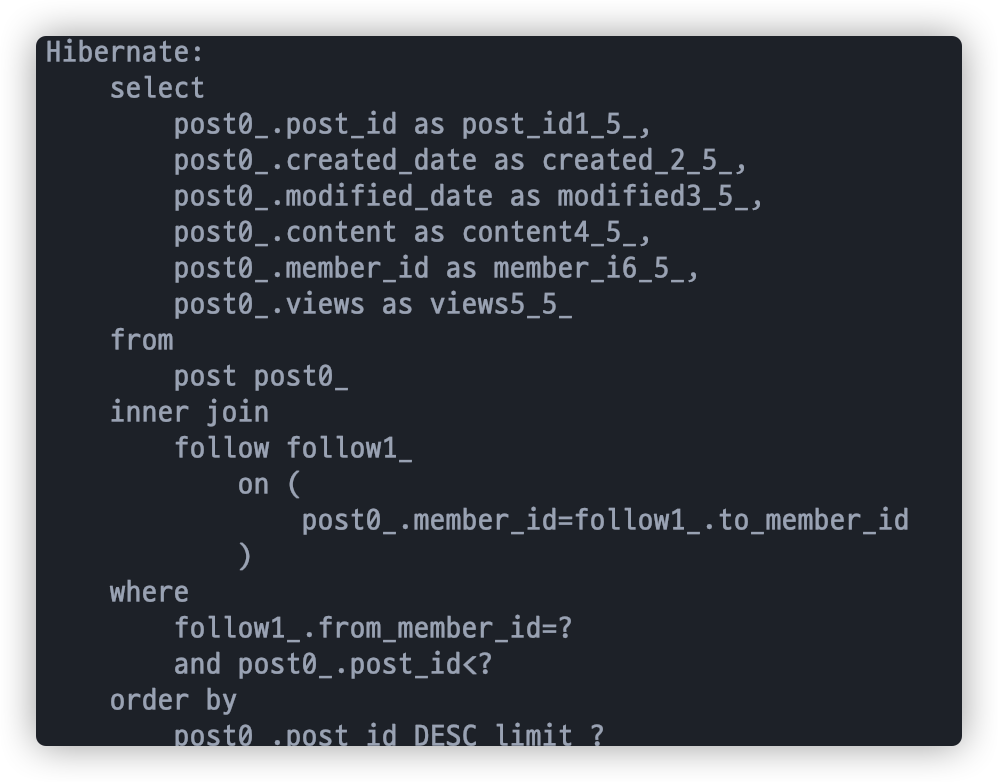 Hibernate:
    select
        post0_.post_id as post_id1_5_,
        post0_.created_date as created_2_5_,
        post0_.modified_date as modified3_5_,
        post0_.content as content4_5_,
        post0_.member_id as member_i6_5_,
        post0_.views as views5_5_
    from
        post post0_
    inner join
        follow follow1_
            on (
                post0_.member_id=follow1_.to_member_id
            )
    where
        follow1_.from_member_id=?
        and post0_.post_id<?
    order by
        post0_.post_id DESC limit ?